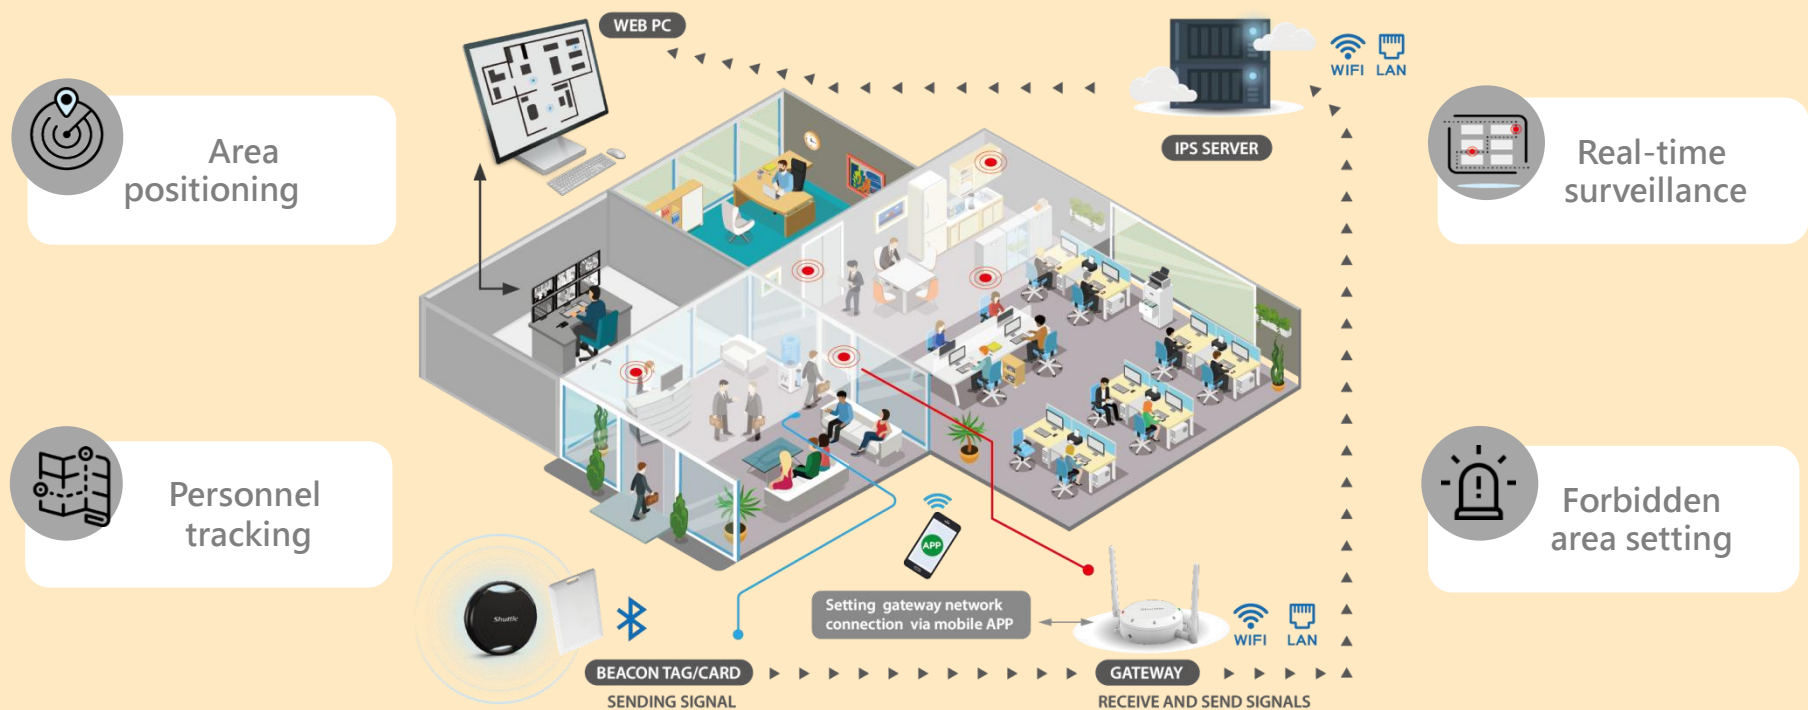 WEB PC
WIFI LAN
IPS SERVER
Area
positioning
Real-time
surveillance
Personnel
tracking
Forbidden
area setting
APP
Setting gateway network
connection via mobile APP
Shuttle
WIFI LAN
BEACON TAG/CARD
GATEWAY
SENDING SIGNAL
RECEIVE AND SEND SIGNALS